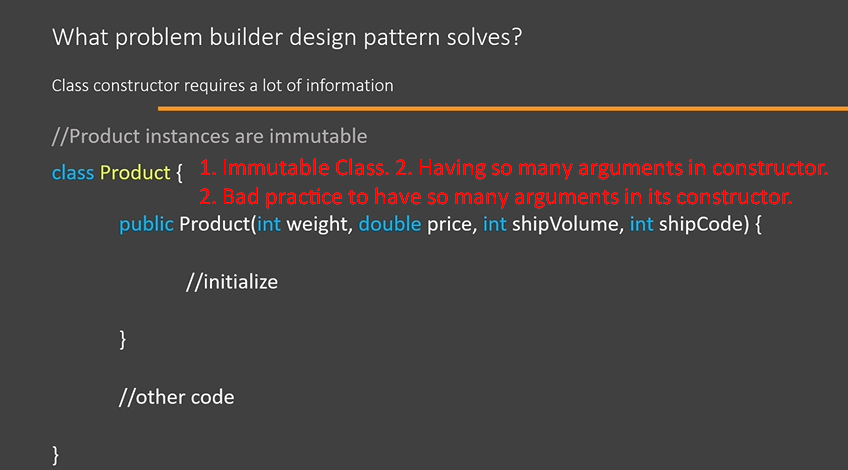 What problem builder design pattern solves?
Class constructor requires a lot of information
//Product instances are immutable
class Product { 1. Immutable Class. 2. Having so many arguments in constructor.
2. Bad practice to have so many arguments in its constructor.
public Product(int weight, double price, int shipVolume, int shipCode) {
//initialize
}
//other code
}